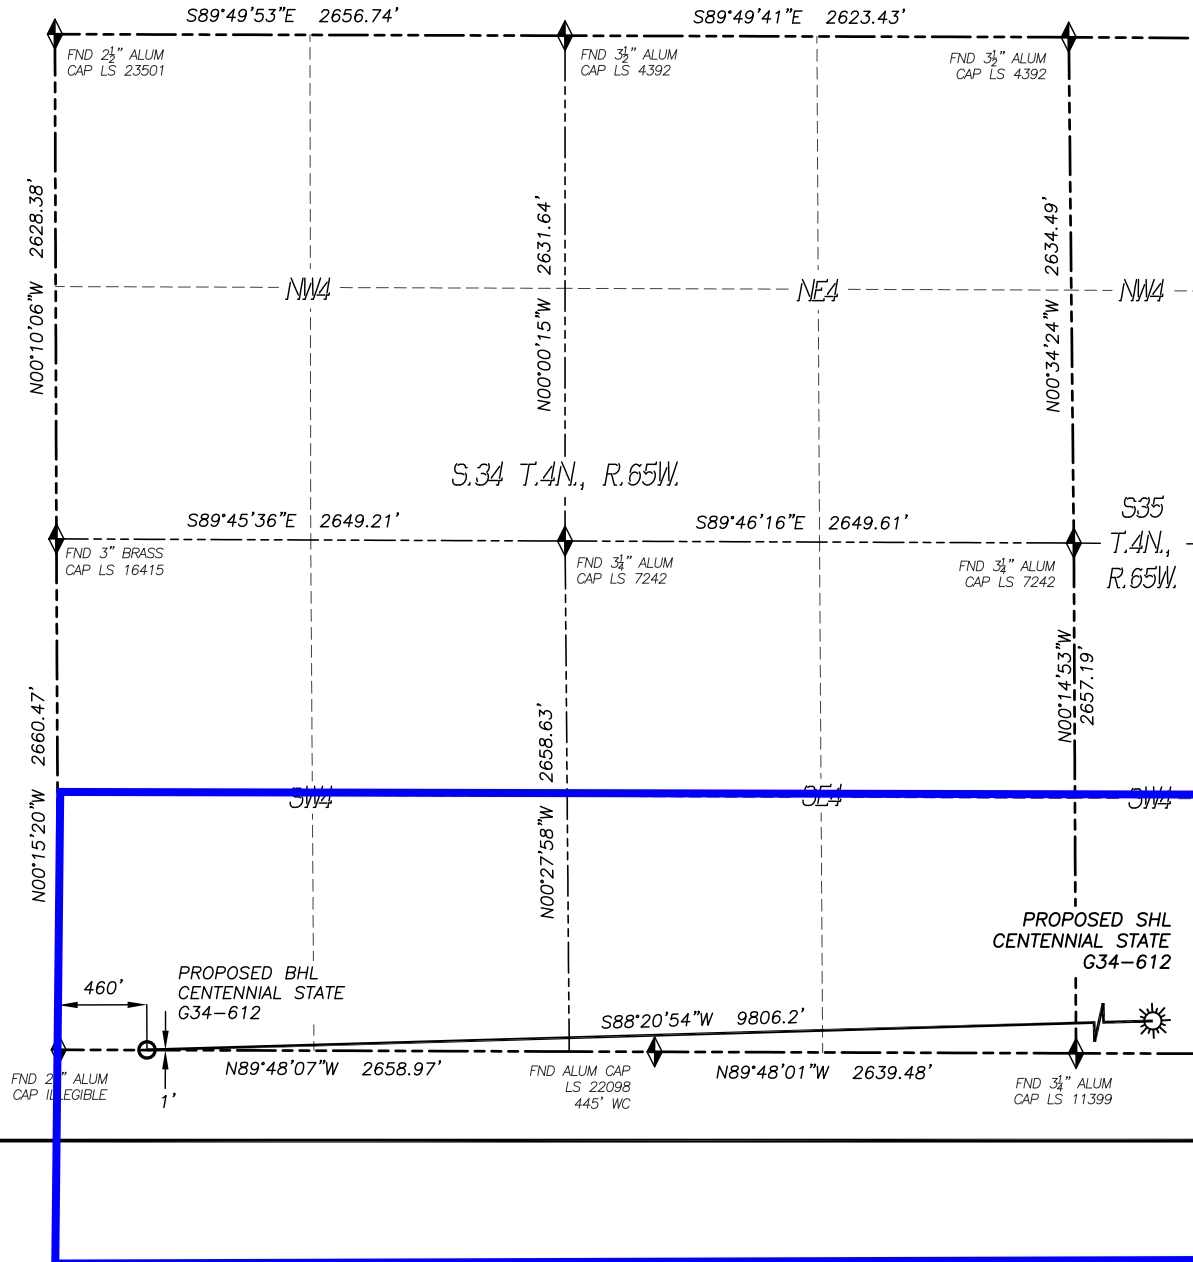 S89°49'53"E 2656.74'
S89°49'41"E 2623.43'
FND 2½" ALUM
CAP LS 23501
FND 3½" ALUM
CAP LS 4392
FND 3½" ALUM
CAP LS 4392
N00°10'06"W 2628.38'
N00°00'15"W 2631.64'
N00°34'24"W 2634.49'
NW4
NE4
NW4
S.34 T.4N., R.65W.
S89°45'36"E 2649.21'
S89°46'16"E 2649.61'
S35
T.4N.,
R.65W.
FND 3" BRASS
CAP LS 16415
FND 3¼" ALUM
CAP LS 7242
FND 3¼" ALUM
CAP LS 7242
N00°15'20"W 2660.47'
N00°27'58"W 2658.63'
N00°14'53"W
2657.19'
SW4
SE4
SW4
PROPOSED SHL
CENTENNIAL STATE
G34-612
460'
PROPOSED BHL
CENTENNIAL STATE
G34-612
S88°20'54"W 9806.2'
N89°48'07"W 2658.97'
N89°48'01"W 2639.48'
FND ALUM
CAP ILLEGIBLE
1'
FND ALUM CAP
LS 22098
445' WC
FND 3¼" ALUM
CAP LS 11399